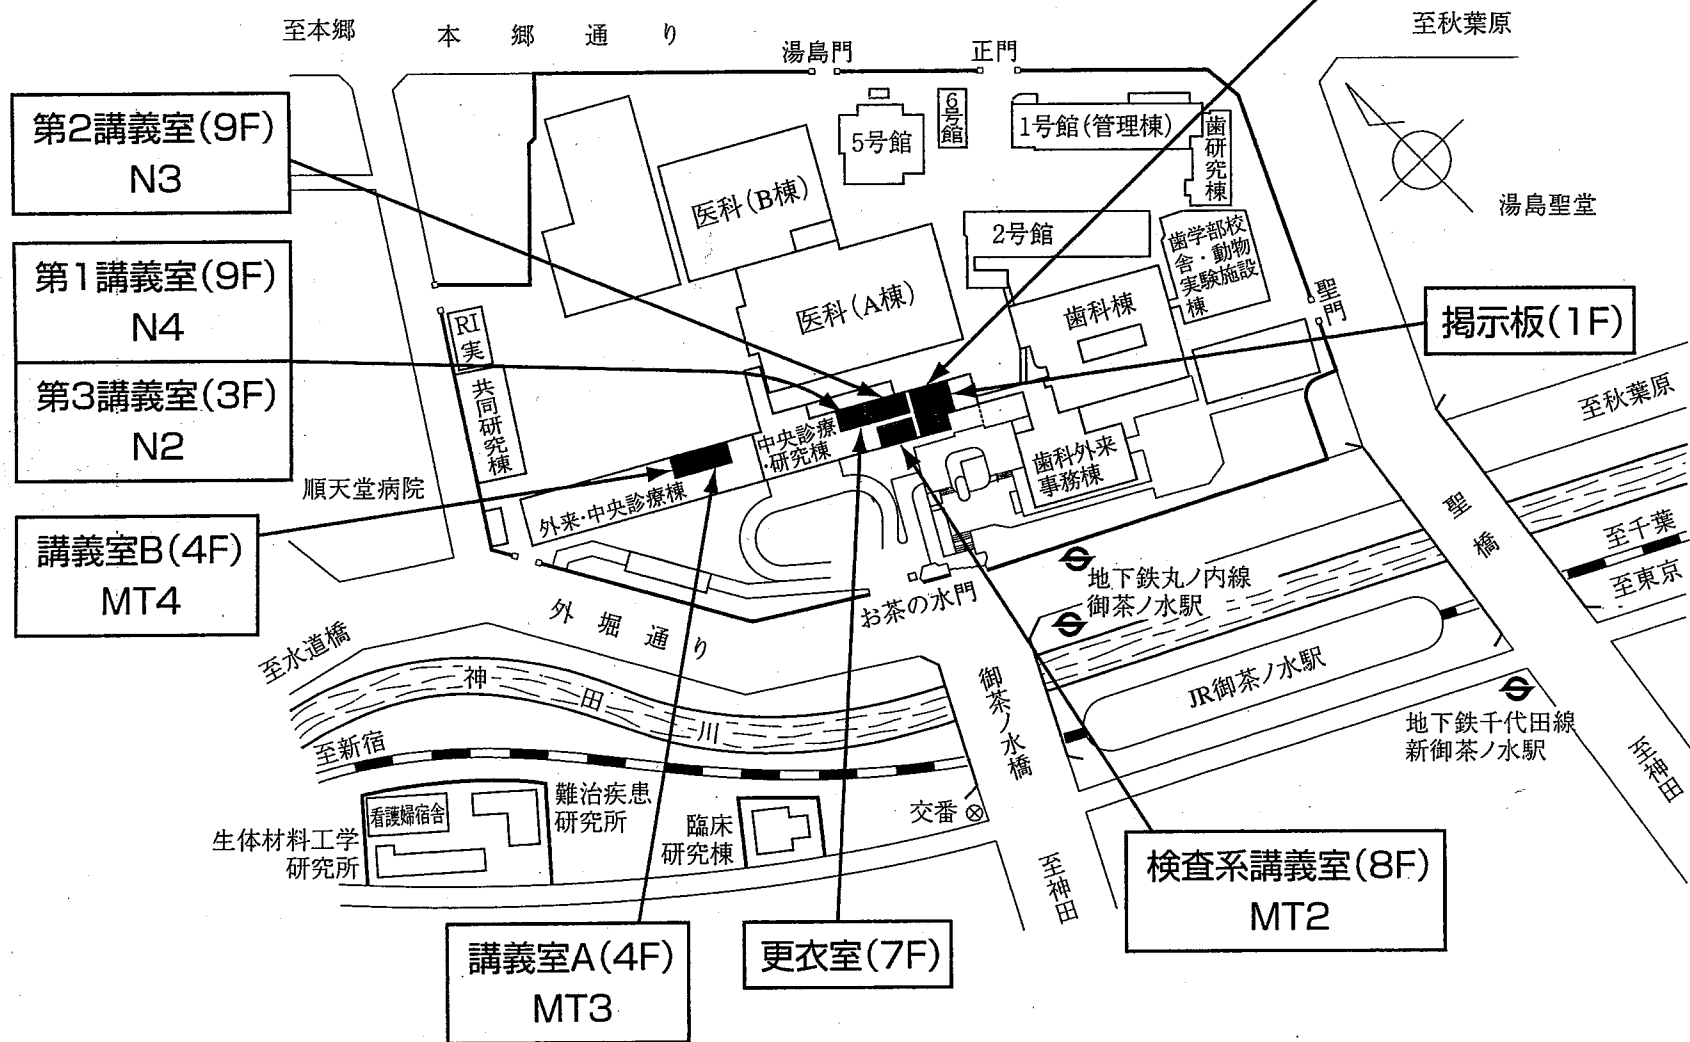 至本郷
本郷通り
湯島門
正門
至秋葉原
第2講義室(9F)
N3
第1講義室(9F)
N4
第3講義室(3F)
N2
講義室B(4F)
MT4
5号館
6号館
1号館(管理棟)
歯研究棟
医科(B棟)
医科(A棟)
2号館
歯学部校
舎・動物
実験施設
棟
歯科棟
聖門
湯島聖堂
掲示板(1F)
RI
実
共同研究棟
順天堂病院
中央診療
・研究棟
外来・中央診療棟
歯科外来
事務棟
至秋葉原
聖橋
至千葉
至東京
地下鉄丸ノ内線
御茶ノ水駅
お茶の水門
外堀通り
至水道橋
神田川
至新宿
御茶ノ水橋
JR御茶ノ水駅
地下鉄千代田線
新御茶ノ水駅
至神田
看護婦宿舎
難治疾患
研究所
生体材料工学
研究所
臨床
研究棟
交番
至神田
検査系講義室(8F)
MT2
講義室A(4F)
MT3
更衣室(7F)